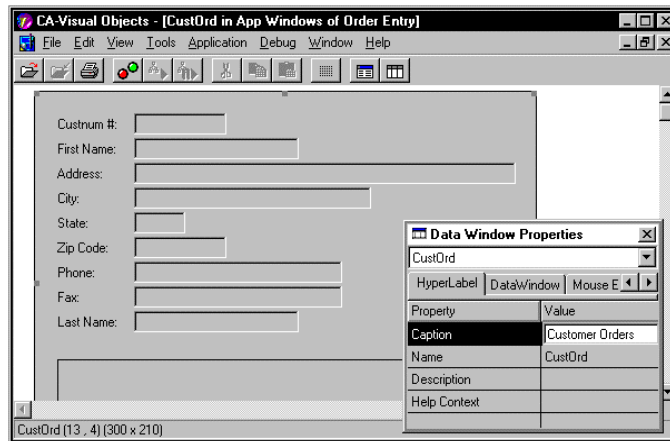 CA-Visual Objects - [CustOrd in App Windows of Order Entry]
File Edit View Tools Application Debug Window Help
Custnum #:
First Name:
Address:
City:
State:
Zip Code:
Phone:
Fax:
Last Name:
Data Window Properties
CustOrd
HyperLabel DataWindow Mouse E
Property Value
Caption Customer Orders
Name CustOrd
Description
Help Context
CustOrd (13 , 4) (300 x 210)